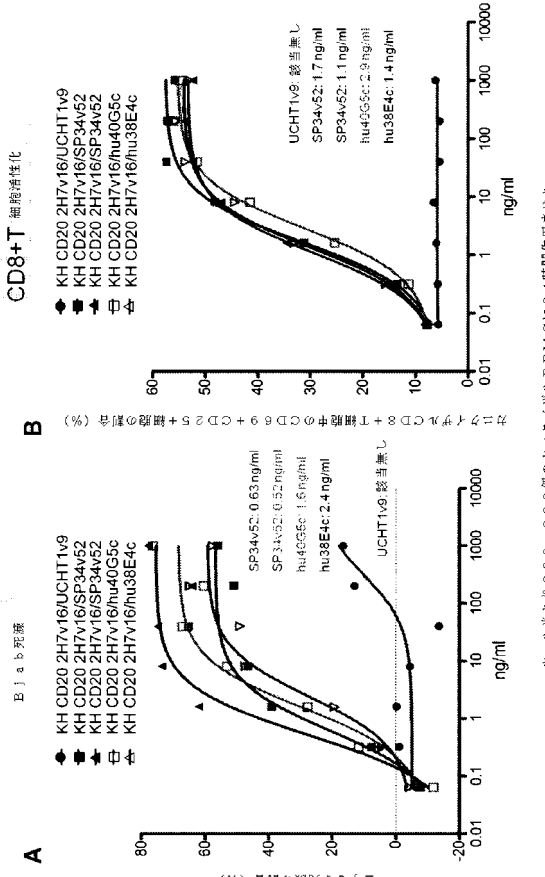 A
Bjab死滅
KH CD20 2H7v16/UCHT1v9
KH CD20 2H7v16/SP34v52
KH CD20 2H7v16/SP34v52
KH CD20 2H7v16/hu40G5c
KH CD20 2H7v16/hu38E4c
80
60
40
20
0
-20
0.01
0.1
1
10
100
1000
10000
ng/ml
SP34v52: 0.63 ng/ml
SP34v52: 0.52 ng/ml
hu40G5c: 1.6 ng/ml
hu38E4c: 2.4 ng/ml
UCHT1v9: 該当無し
B
CD8+T 細胞活性化
KH CD20 2H7v16/UCHT1v9
KH CD20 2H7v16/SP34v52
KH CD20 2H7v16/SP34v52
KH CD20 2H7v16/hu40G5c
KH CD20 2H7v16/hu38E4c
カニクイザルCD8+T細胞中のCD69+CD25+細胞の割合 (%)
60
50
40
30
20
10
0
0.01
0.1
1
10
100
1000
10000
ng/ml
UCHT1v9: 該当無し
SP34v52: 1.7 ng/ml
SP34v52: 1.1 ng/ml
hu40G5c: 2.9 ng/ml
hu38E4c: 1.4 ng/ml